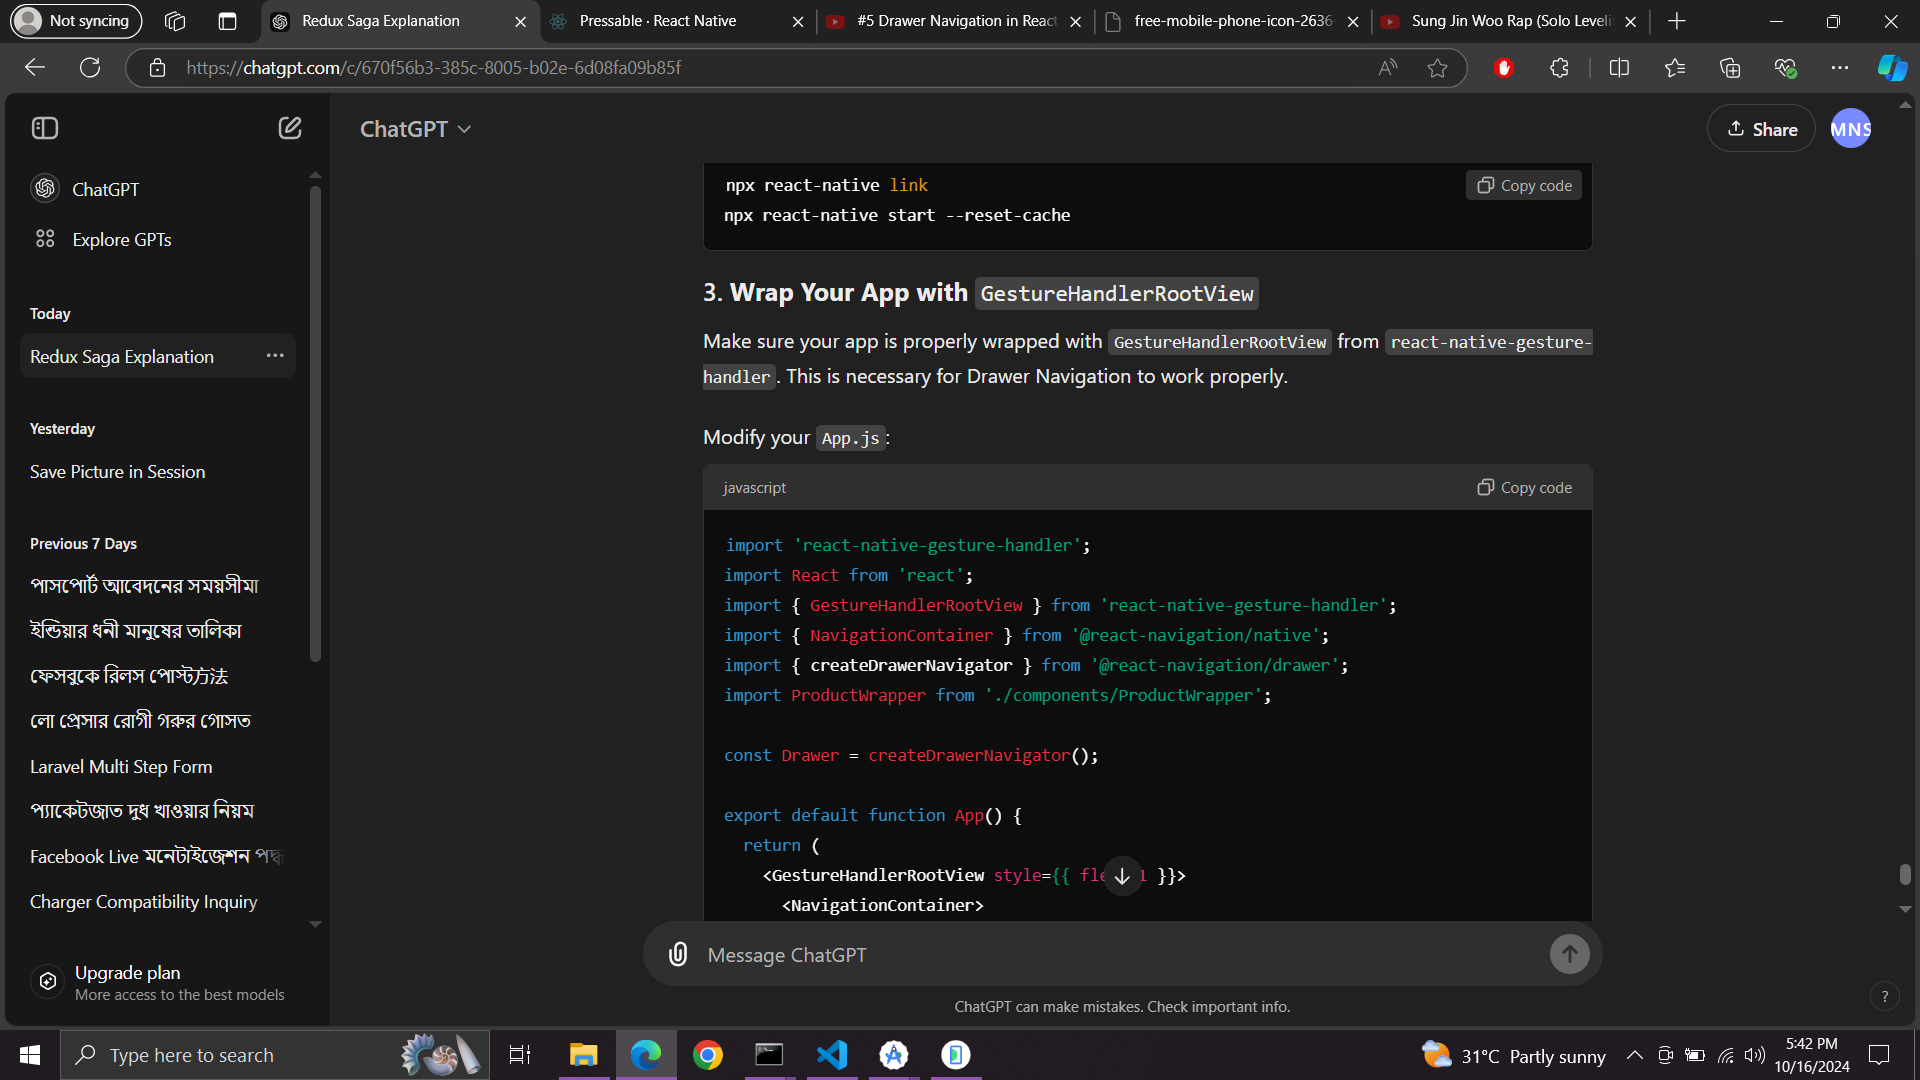 Not syncing
Redux Saga Explanation
Pressable · React Native
#5 Drawer Navigation in React
free-mobile-phone-icon-2636-
Sung Jin Woo Rap (Solo Leveli
https://chatgpt.com/c/670f56b3-385c-8005-b02e-6d08fa09b85f
ChatGPT
Share
MNS
ChatGPT
Explore GPTs
Today
Redux Saga Explanation
Yesterday
Save Picture in Session
Previous 7 Days
পাসপোর্ট আবেদনের সময়সীমা
ইন্ডিয়ার ধনী মানুষের তালিকা
ফেসবুকে রিলস পোস্ট方法
লো প্রেসার রোগী গরুর গোসত
Laravel Multi Step Form
প্যাকেটজাত দুধ খাওয়ার নিয়ম
Facebook Live মনেটাইজেশন পদ্ধ
Charger Compatibility Inquiry
Upgrade plan
More access to the best models
npx react-native link
Copy code
npx react-native start --reset-cache
3. Wrap Your App with GestureHandlerRootView
Make sure your app is properly wrapped with GestureHandlerRootView from react-native-gesture-
handler. This is necessary for Drawer Navigation to work properly.
Modify your App.js:
javascript
Copy code
import 'react-native-gesture-handler';
import React from 'react';
import { GestureHandlerRootView } from 'react-native-gesture-handler';
import { NavigationContainer } from '@react-navigation/native';
import { createDrawerNavigator } from '@react-navigation/drawer';
import ProductWrapper from './components/ProductWrapper';
const Drawer = createDrawerNavigator();
export default function App() {
return (
<GestureHandlerRootView style={{ fle 1 }}>
<NavigationContainer>
Message ChatGPT
ChatGPT can make mistakes. Check important info.
?
Type here to search
31°C Partly sunny
5:42 PM
10/16/2024